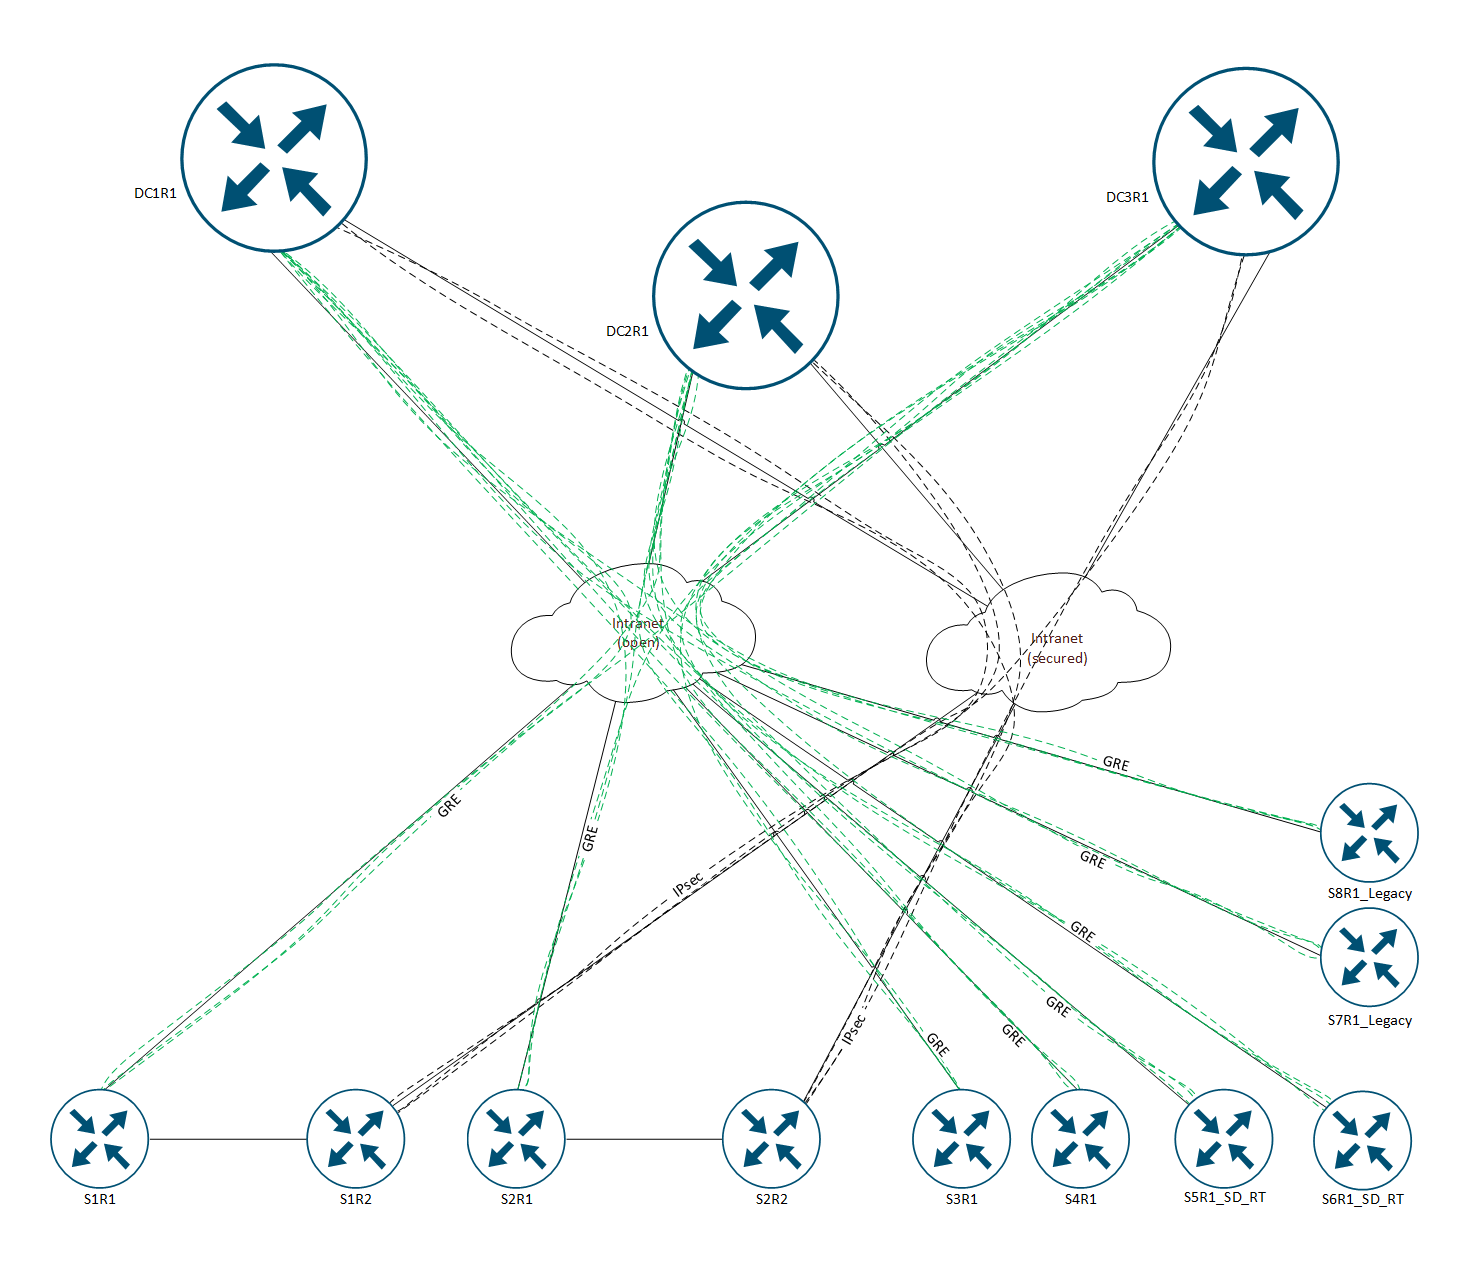 DC1R1
DC3R1
DC2R1
Intranet
(open)
Intranet
(secured)
GRE
GRE
GRE
IPsec
GRE
S8R1_Legacy
GRE
GRE
IPsec
GRE
GRE
S7R1_Legacy
S1R1
S1R2
S2R1
S2R2
S3R1
S4R1
S5R1_SD_RT
S6R1_SD_RT